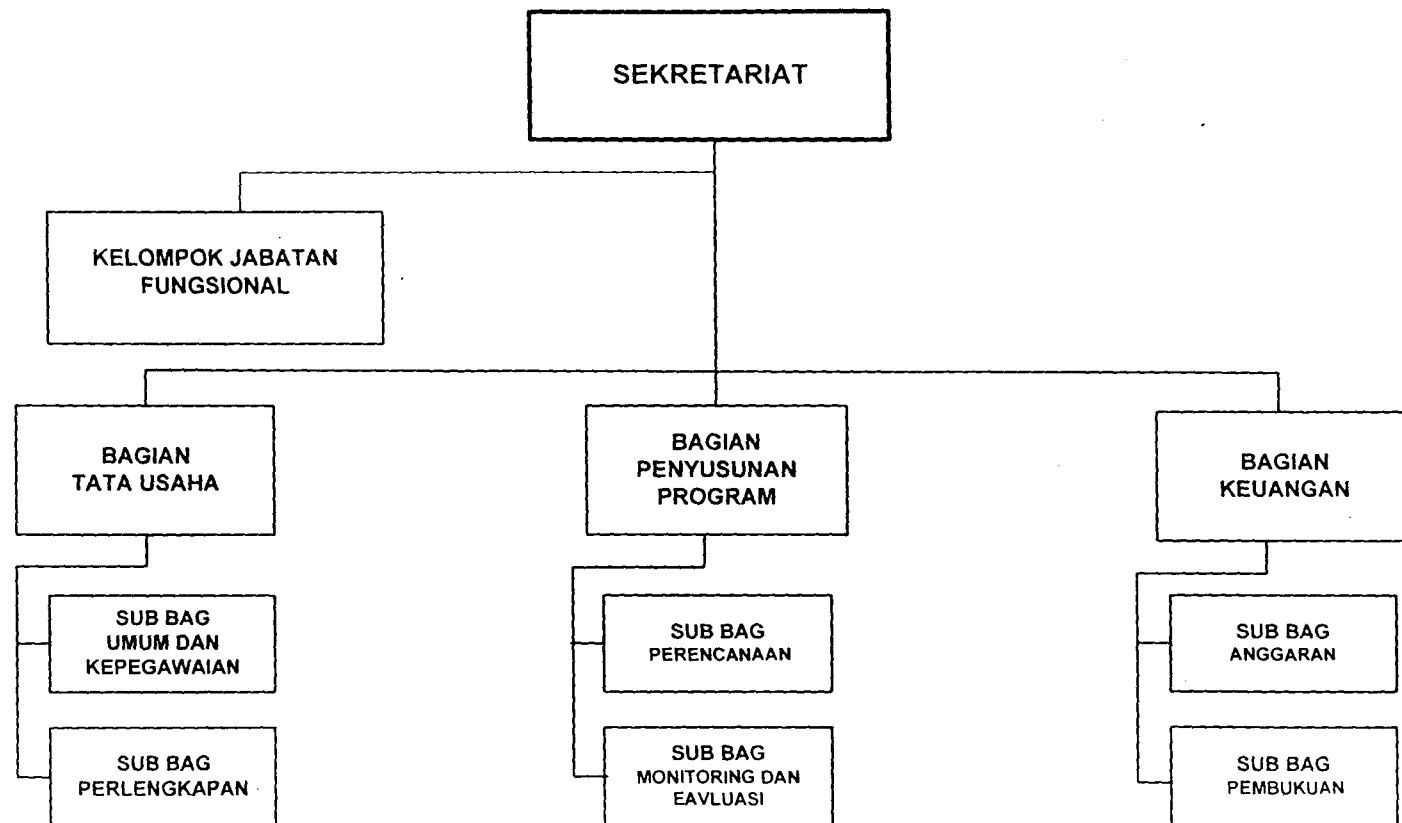 SEKRETARIAT
KELOMPOK JABATAN
FUNGSIONAL
BAGIAN
TATA USAHA
BAGIAN
PENYUSUNAN
PROGRAM
BAGIAN
KEUANGAN
SUB BAG
UMUM DAN
KEPEGAWAIAN
SUB BAG
PERENCANAAN
SUB BAG
ANGGARAN
SUB BAG
PERLENGKAPAN
SUB BAG
MONITORING DAN
EAVLUASI
SUB BAG
PEMBUKUAN